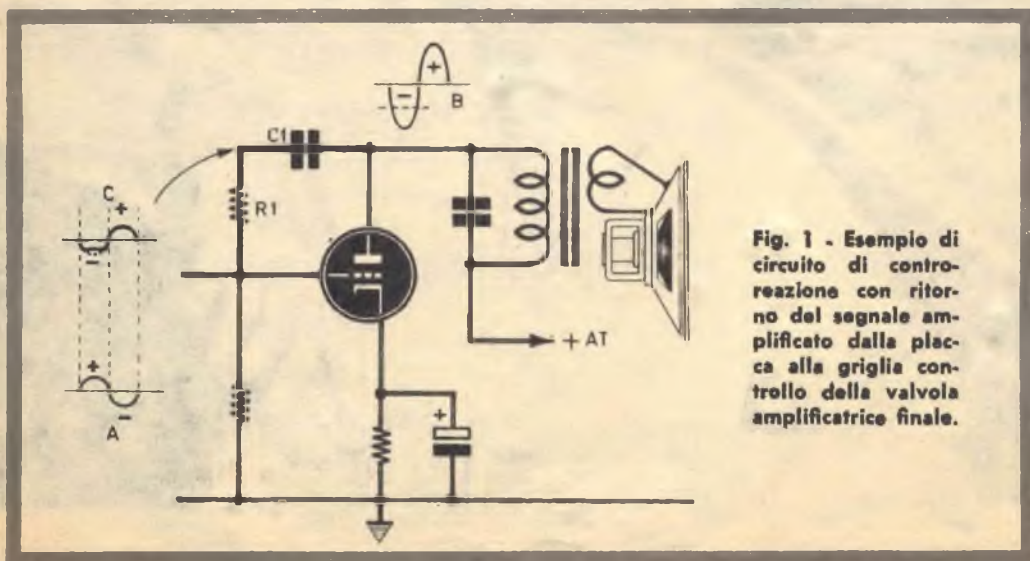 +
−
B
C1
C
+
−
R1
+
−
A
+ AT
+
Fig. 1 - Esempio di
circuito di contro-
reazione con ritor-
no del segnale am-
plificato dalla plac-
ca alla griglia con-
trollo della valvola
amplificatrice finale.